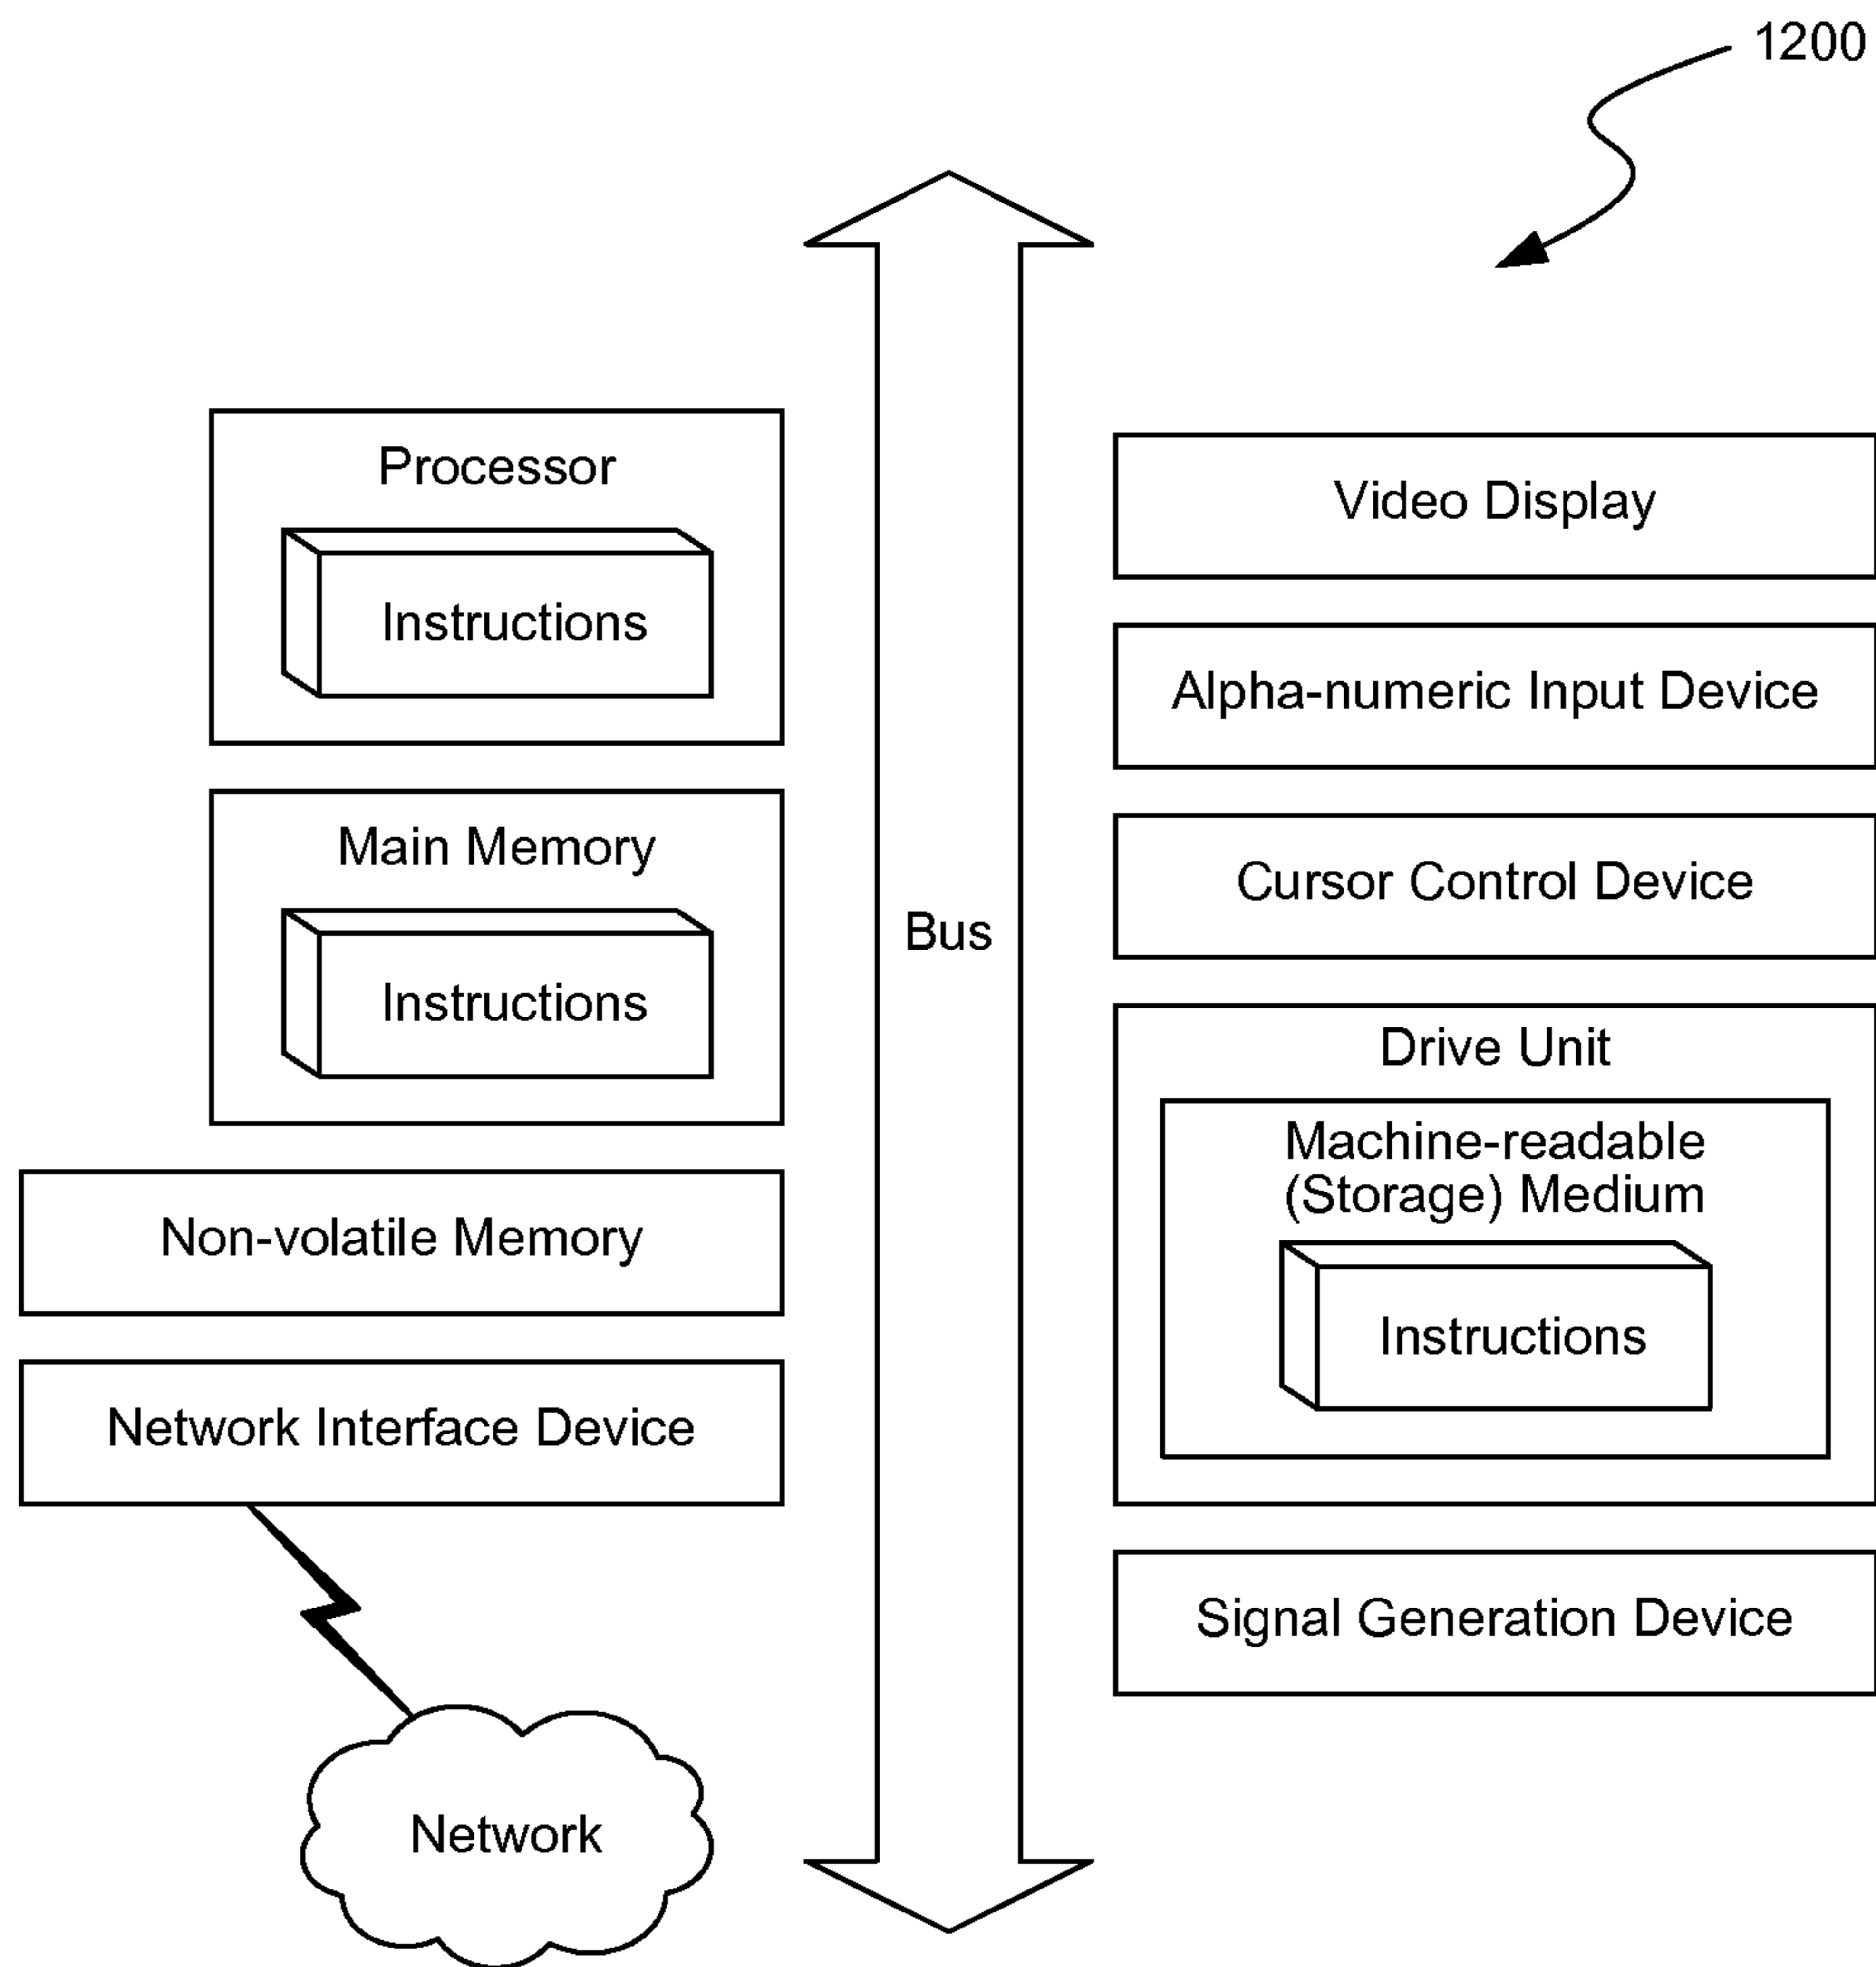 1200
Processor
Instructions
Main Memory
Instructions
Non-volatile Memory
Network Interface Device
Network
Bus
Video Display
Alpha-numeric Input Device
Cursor Control Device
Drive Unit
Machine-readable
(Storage) Medium
Instructions
Signal Generation Device